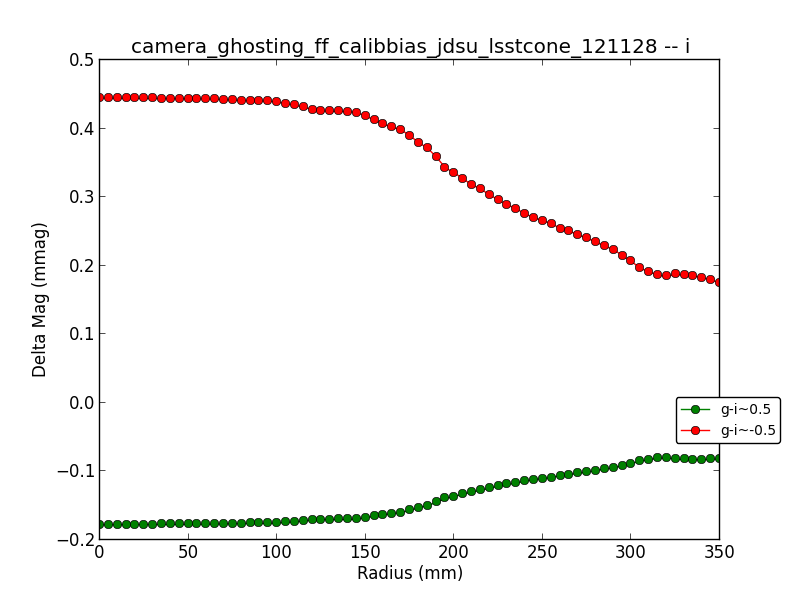 camera_ghosting_ff_calibbias_jdsu_lsstcone_121128 -- i
Delta Mag (mmag)
0.5
0.4
0.3
0.2
0.1
0.0
−0.1
−0.2
g-i~0.5
g-i~-0.5
0 50 100 150 200 250 300 350
Radius (mm)